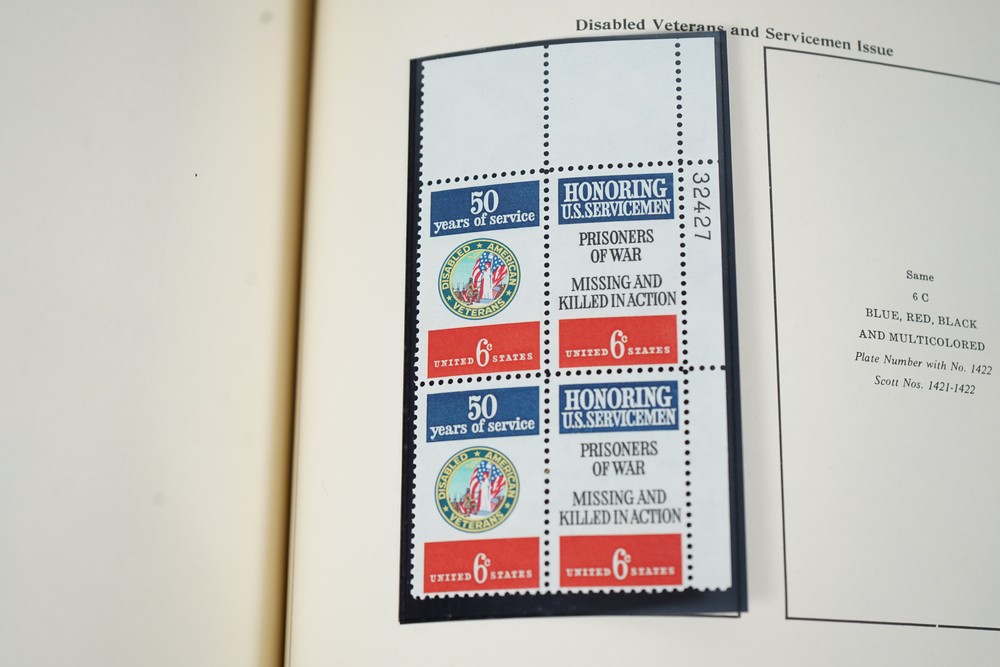 Disabled Veterans and Servicemen Issue
50
years of service
DISABLED ★ AMERICAN
VETERANS
UNITED 6c STATES
HONORING
U.S. SERVICEMEN
PRISONERS
OF WAR
MISSING AND
KILLED IN ACTION
UNITED 6c STATES
32427
50
years of service
DISABLED ★ AMERICAN
VETERANS
UNITED 6c STATES
HONORING
U.S. SERVICEMEN
PRISONERS
OF WAR
MISSING AND
KILLED IN ACTION
UNITED 6c STATES
Same
6 C
BLUE, RED, BLACK
AND MULTICOLORED
Plate Number with No. 1422
Scott Nos. 1421-1422